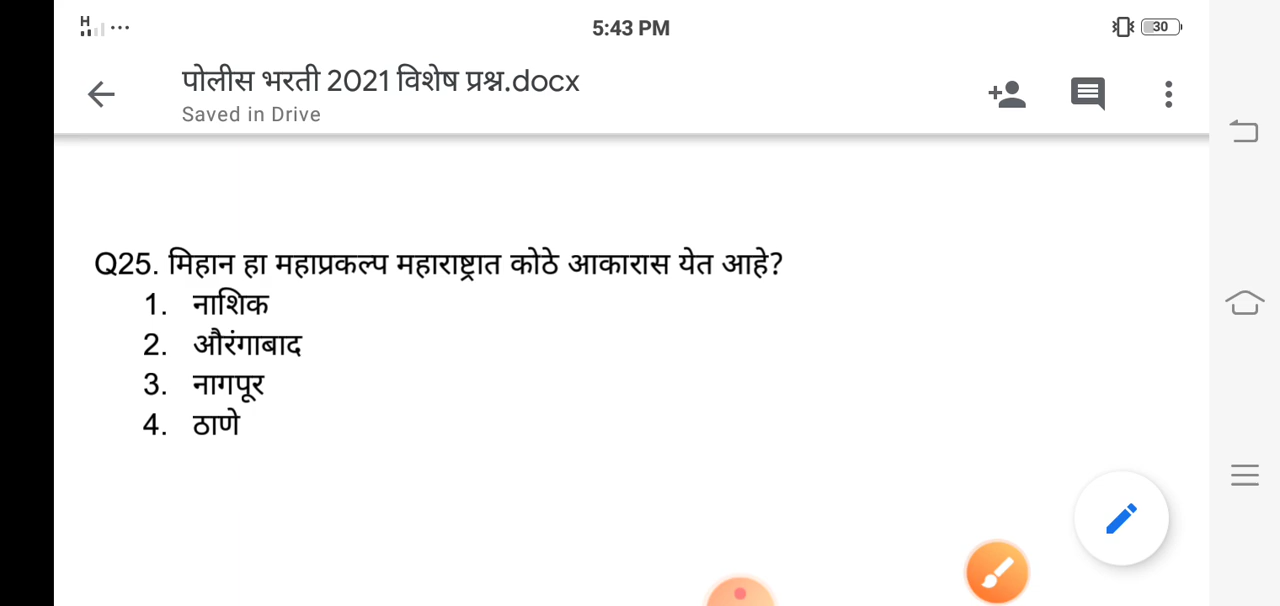 H
5:43 PM
30
पोलीस भरती 2021 विशेष प्रश्न.docx
Saved in Drive
Q25. मिहान हा महाप्रकल्प महाराष्ट्रात कोठे आकारास येत आहे?
1. नाशिक
2. औरंगाबाद
3. नागपूर
4. ठाणे